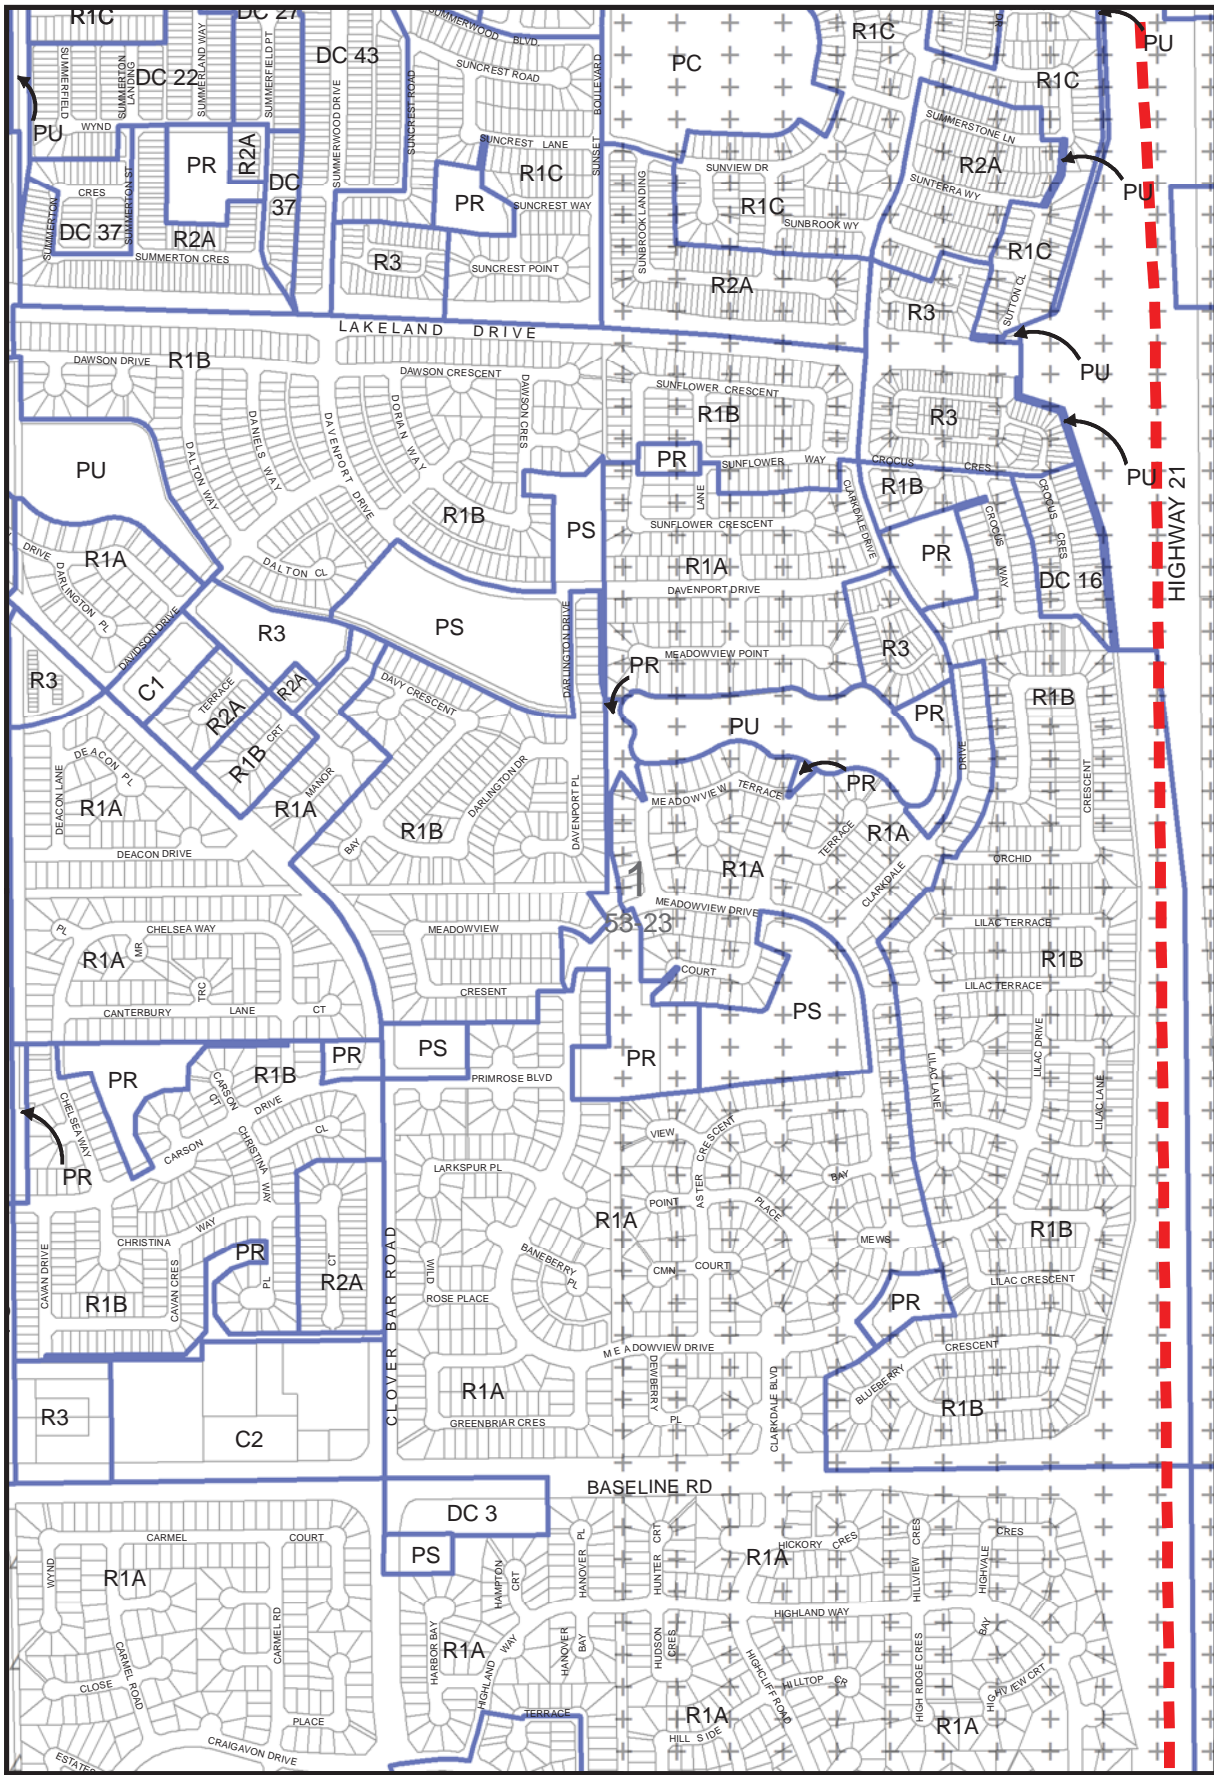 R1C
DC 27
SUMMERWOOD BLVD
R1C
DR
PU
SUMMERFIELD
SUMMERTON LANDING
DC 22
SUMMERLAND WAY
SUMMERFIELD PT
DC 43
SUNCREST ROAD
BOULEVARD
PC
R1C
PU
WYND
PR
R2A
SUMMERWOOD DRIVE
SUNCREST ROAD
SUNCREST LANE
R1C
SUNSET
SUMMERSTONE LN
R2A
PU
SUNVIEW DR
SUNTERRA WY
CRES
SUMMERTON ST
DC 37
PR
SUNCREST WAY
SUNBROOK LANDING
R1C
SUNBROOK WY
SUMMERTON
DC 37
R2A
SUMMERTON CRES
R3
SUNCREST POINT
R2A
R1C
SUTTON CL
R3
LAKELAND DRIVE
PU
DAWSON DRIVE
R1B
DAWSON CRESCENT
DAWSON CRES
SUNFLOWER CRESCENT
R1B
R3
DALTON WAY
DANIELS WAY
DAVENPORT DRIVE
DORIAN WAY
PU
PR
SUNFLOWER WAY
CROCUS CRES
PU
HIGHWAY 21
R1B
LANE
SUNFLOWER CRESCENT
CLARKDALE DRIVE
R1B
PS
CROCUS WAY
CROCUS CRES
DRIVE
R1A
DARLINGTON PL
DALTON CL
R1A
PR
DC 16
DAVENPORT DRIVE
DAVIDSON DRIVE
R3
PS
DARLINGTON DRIVE
MEADOWVIEW POINT
R3
R3
C1
TERRACE
R2A
R2A
DAVY CRESCENT
PR
R1B
PR
PU
DRIVE
CRESCENT
DEACON PL
R1B
CRT
MANOR
DEACON LANE
R1A
R1A
DARLINGTON DR
R1B
DAVENPORT PL
MEADOWVIEW TERRACE
PR
TERRACE
R1A
DEACON DRIVE
BAY
R1A
CLARKDALE
ORCHID
1
53-23
MEADOWVIEW DRIVE
PL
CHELSEA WAY
MEADOWVIEW
LILAC TERRACE
R1A
MR
TRC
CRESENT
COURT
R1B
LILAC TERRACE
CANTERBURY LANE CT
PS
PR
PS
PR
LILAC DRIVE
PR
R1B
PRIMROSE BLVD
LILAC LANE
LILAC LANE
CHELSEA WAY
CARSON CT
DRIVE
CARSON
CHRISTINA WAY
CL
VIEW
ASTER CRESCENT
PR
LARKSPUR PL
BAY
POINT
PLACE
R1A
WAY
CHRISTINA
PR
CT
MEWS
R1B
CAVAN DRIVE
CAVAN CRES
PL
R2A
WILD
ROSE PLACE
BANEBERRY PL
CMN
COURT
LILAC CRESCENT
R1B
PR
CLOVER BAR ROAD
MEADOWVIEW DRIVE
CRESCENT
R3
R1A
DEWBERRY
PL
CLARKDALE BLVD
BLUEBERRY
R1B
C2
GREENBRIAR CRES
BASELINE RD
DC 3
CARMEL COURT
PS
HANOVER PL
HUNTER CRT
R1A
HICKORY CRES
HILLVIEW CRES
HIGHVALE
CRES
WYND
R1A
HAMPTON CRT
CARMEL RD
HARBOR BAY
R1A
HIGHLAND WAY
HANOVER BAY
HUDSON CRES
HIGHLAND WAY
BAY
CARMEL ROAD
HIGHCLIFF ROAD
HILLTOP CR
HIGH RIDGE CRES
HIGHVIEW CRT
CLOSE
PLACE
TERRACE
R1A
HILL SIDE
R1A
CRAIGAVON DRIVE
ESTATES